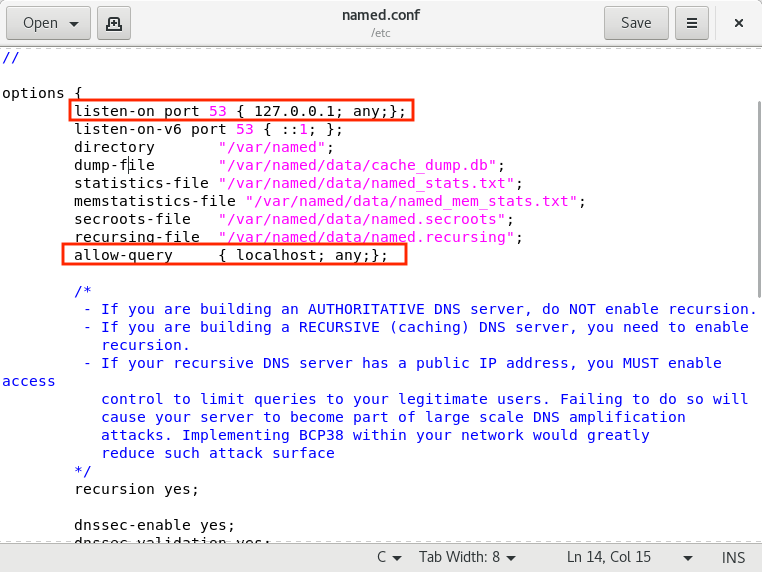 Open
named.conf
/etc
Save
//
options {
listen-on port 53 { 127.0.0.1; any;};
listen-on-v6 port 53 { ::1; };
directory "/var/named";
dump-file "/var/named/data/cache_dump.db";
statistics-file "/var/named/data/named_stats.txt";
memstatistics-file "/var/named/data/named_mem_stats.txt";
secroots-file "/var/named/data/named.secroots";
recursing-file "/var/named/data/named.recursing";
allow-query { localhost; any;};
/*
- If you are building an AUTHORITATIVE DNS server, do NOT enable recursion.
- If you are building a RECURSIVE (caching) DNS server, you need to enable
recursion.
- If your recursive DNS server has a public IP address, you MUST enable
access
control to limit queries to your legitimate users. Failing to do so will
cause your server to become part of large scale DNS amplification
attacks. Implementing BCP38 within your network would greatly
reduce such attack surface
*/
recursion yes;
dnssec-enable yes;
dnssec-validation yes;
C Tab Width: 8 Ln 14, Col 15 INS